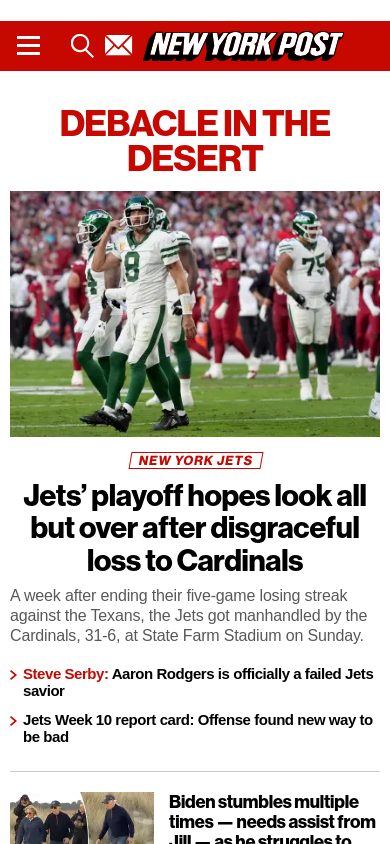 NEW YORK POST
DEBACLE IN THE
DESERT
8
75
NEW YORK JETS
Jets’ playoff hopes look all
but over after disgraceful
loss to Cardinals
A week after ending their five-game losing streak
against the Texans, the Jets got manhandled by the
Cardinals, 31-6, at State Farm Stadium on Sunday.
Steve Serby: Aaron Rodgers is officially a failed Jets
savior
Jets Week 10 report card: Offense found new way to
be bad
Biden stumbles multiple
times — needs assist from
Jill — as he struggles to